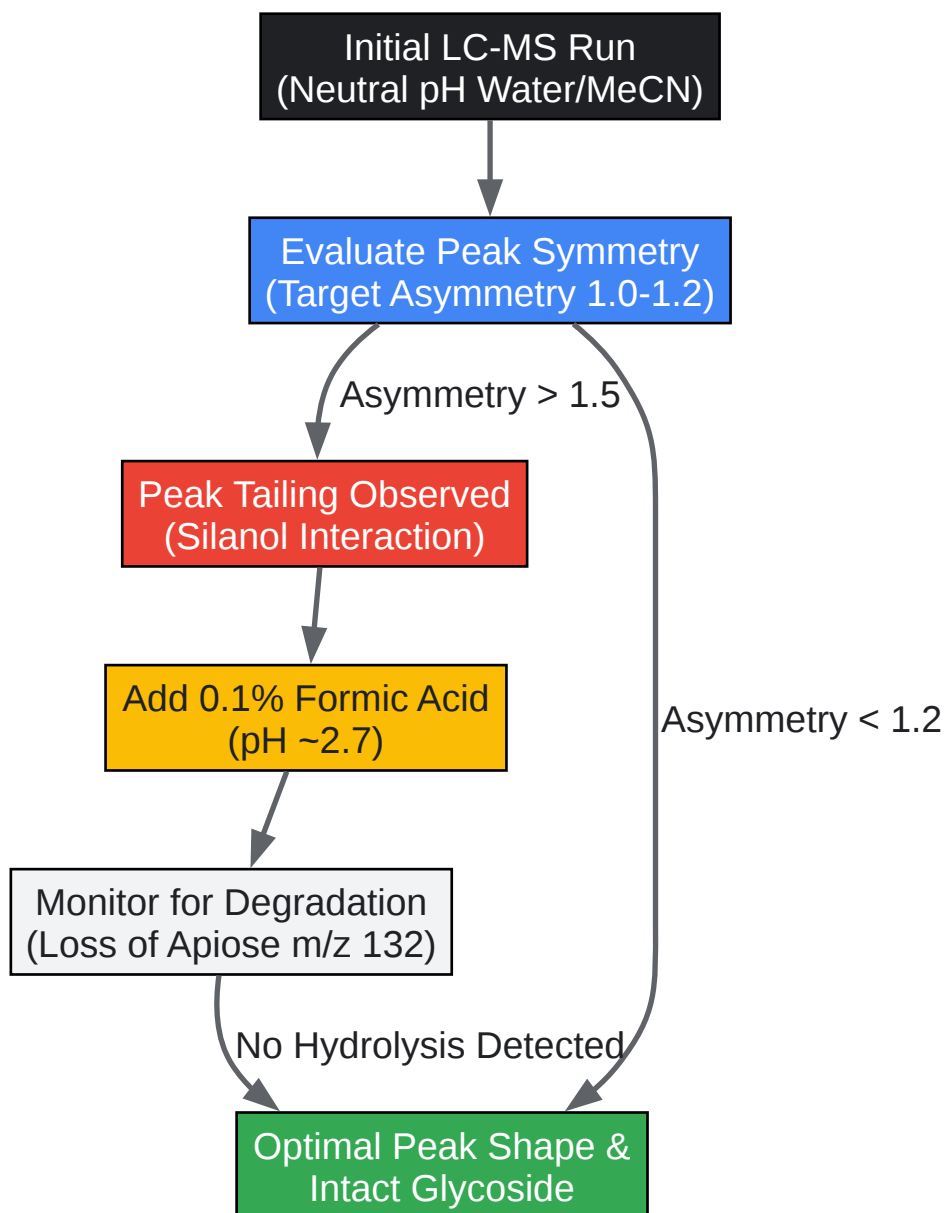 Initial LC-MS Run
(Neutral pH Water/MeCN)
Evaluate Peak Symmetry
(Target Asymmetry 1.0-1.2)
Asymmetry > 1.5
Peak Tailing Observed
(Silanol Interaction)
Add 0.1% Formic Acid
(pH ~2.7)
Asymmetry < 1.2
Monitor for Degradation
(Loss of Apiose m/z 132)
No Hydrolysis Detected
Optimal Peak Shape &
Intact Glycoside